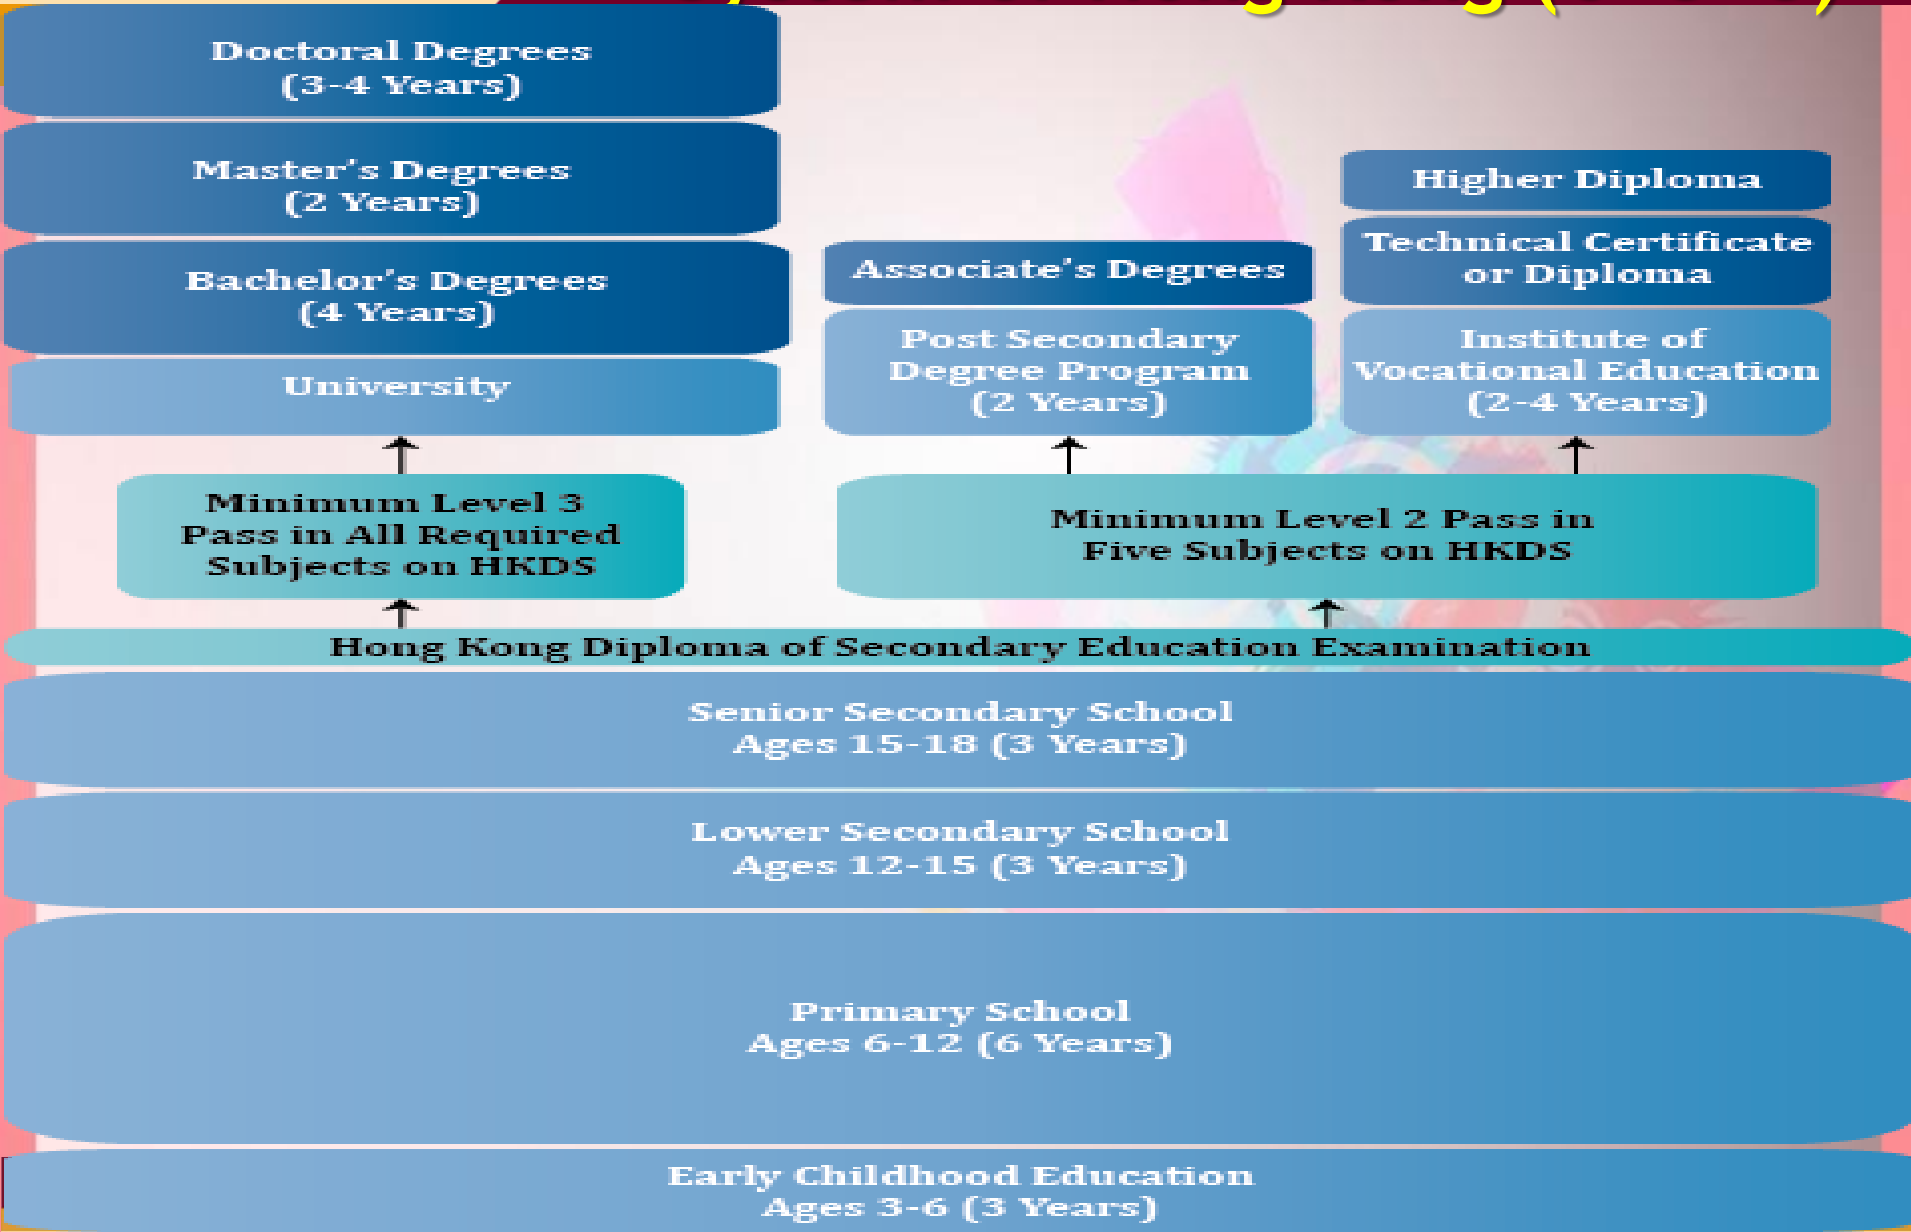 Doctoral Degrees
(3-4 Years)
Master's Degrees
(2 Years)
Higher Diploma
Technical Certificate
or Diploma
Bachelor's Degrees
(4 Years)
Associate's Degrees
University
Post Secondary
Degree Program
(2 Years)
Institute of
Vocational Education
(2-4 Years)
Minimum Level 3
Pass in All Required
Subjects on HKDS
Minimum Level 2 Pass in
Five Subjects on HKDS
Hong Kong Diploma of Secondary Education Examination
Senior Secondary School
Ages 15-18 (3 Years)
Lower Secondary School
Ages 12-15 (3 Years)
Primary School
Ages 6-12 (6 Years)
Early Childhood Education
Ages 3-6 (3 Years)